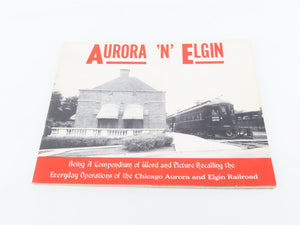 AURORA 'N' ELGIN
Being A Compendium of Word and Picture Recalling the
Everyday Operations of the Chicago Aurora and Elgin Railroad